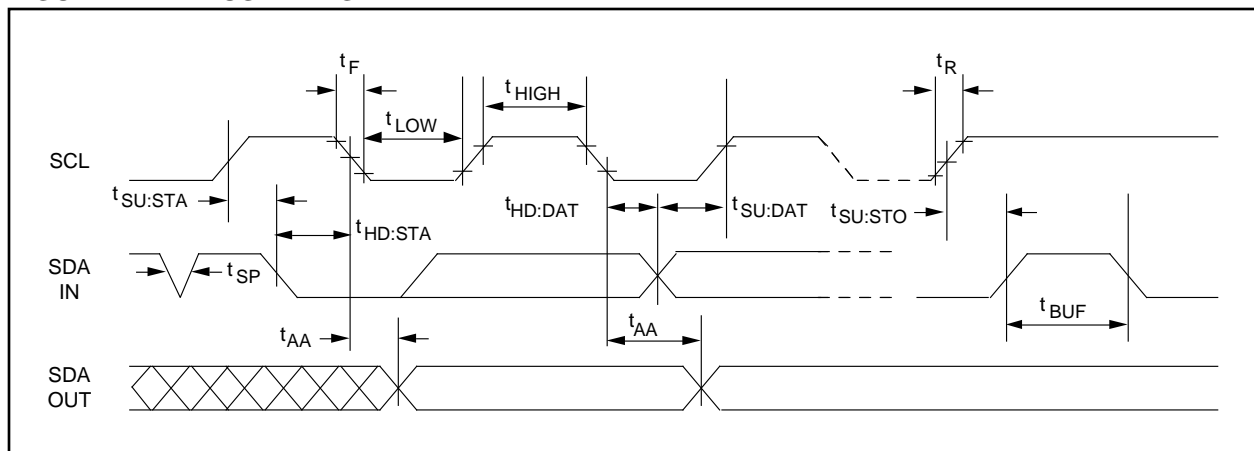 tF
tR
tHIGH
tLOW
SCL
tSU:STA
tHD:DAT
tSU:DAT
tSU:STO
tHD:STA
SDA
IN
tSP
tBUF
tAA
tAA
SDA
OUT